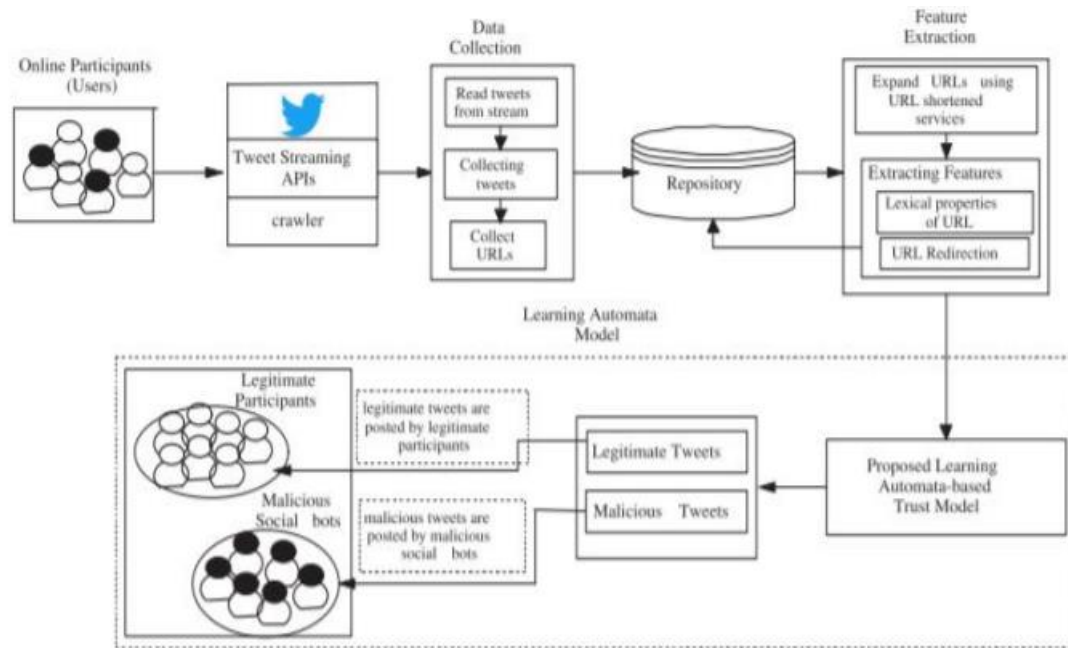 Online Participants
(Users)
Tweet Streaming
APIs
crawler
Data
Collection
Read tweets
from stream
Collecting
tweets
Collect
URLs
Repository
Feature
Extraction
Expand URLs using
URL shortened
services
Extracting Features
Lexical properties
of URL
URL Redirection
Learning Automata
Model
Legitimate
Participants
legitimate tweets are
posted by legitimate
participants
Legitimate Tweets
Proposed Learning
Automata-based
Trust Model
Malicious
Social bots
malicious tweets are
posted by malicious
social bots
Malicious Tweets